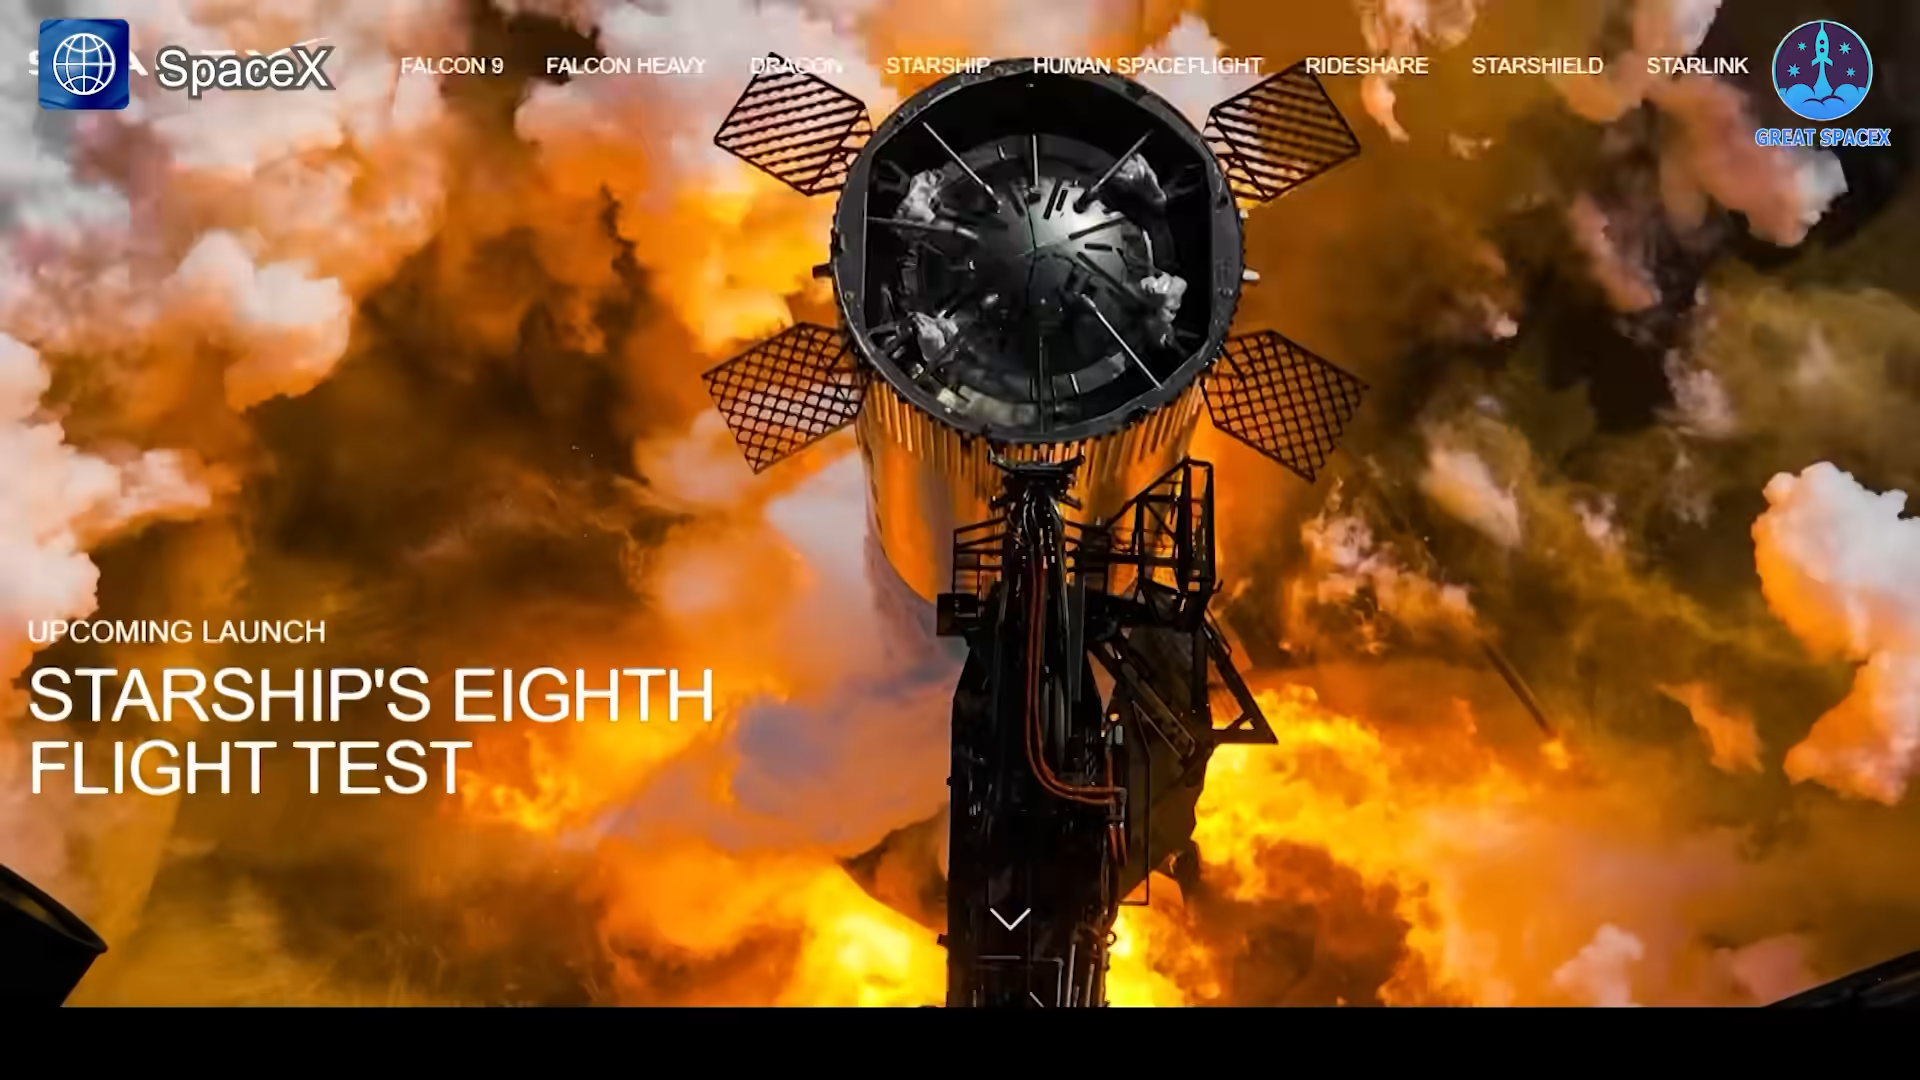 SpaceX
FALCON 9 FALCON HEAVY DRAGON STARSHIP HUMAN SPACEFLIGHT RIDESHARE STARSHIELD STARLINK
GREAT SPACEX
UPCOMING LAUNCH
STARSHIP'S EIGHTH
FLIGHT TEST